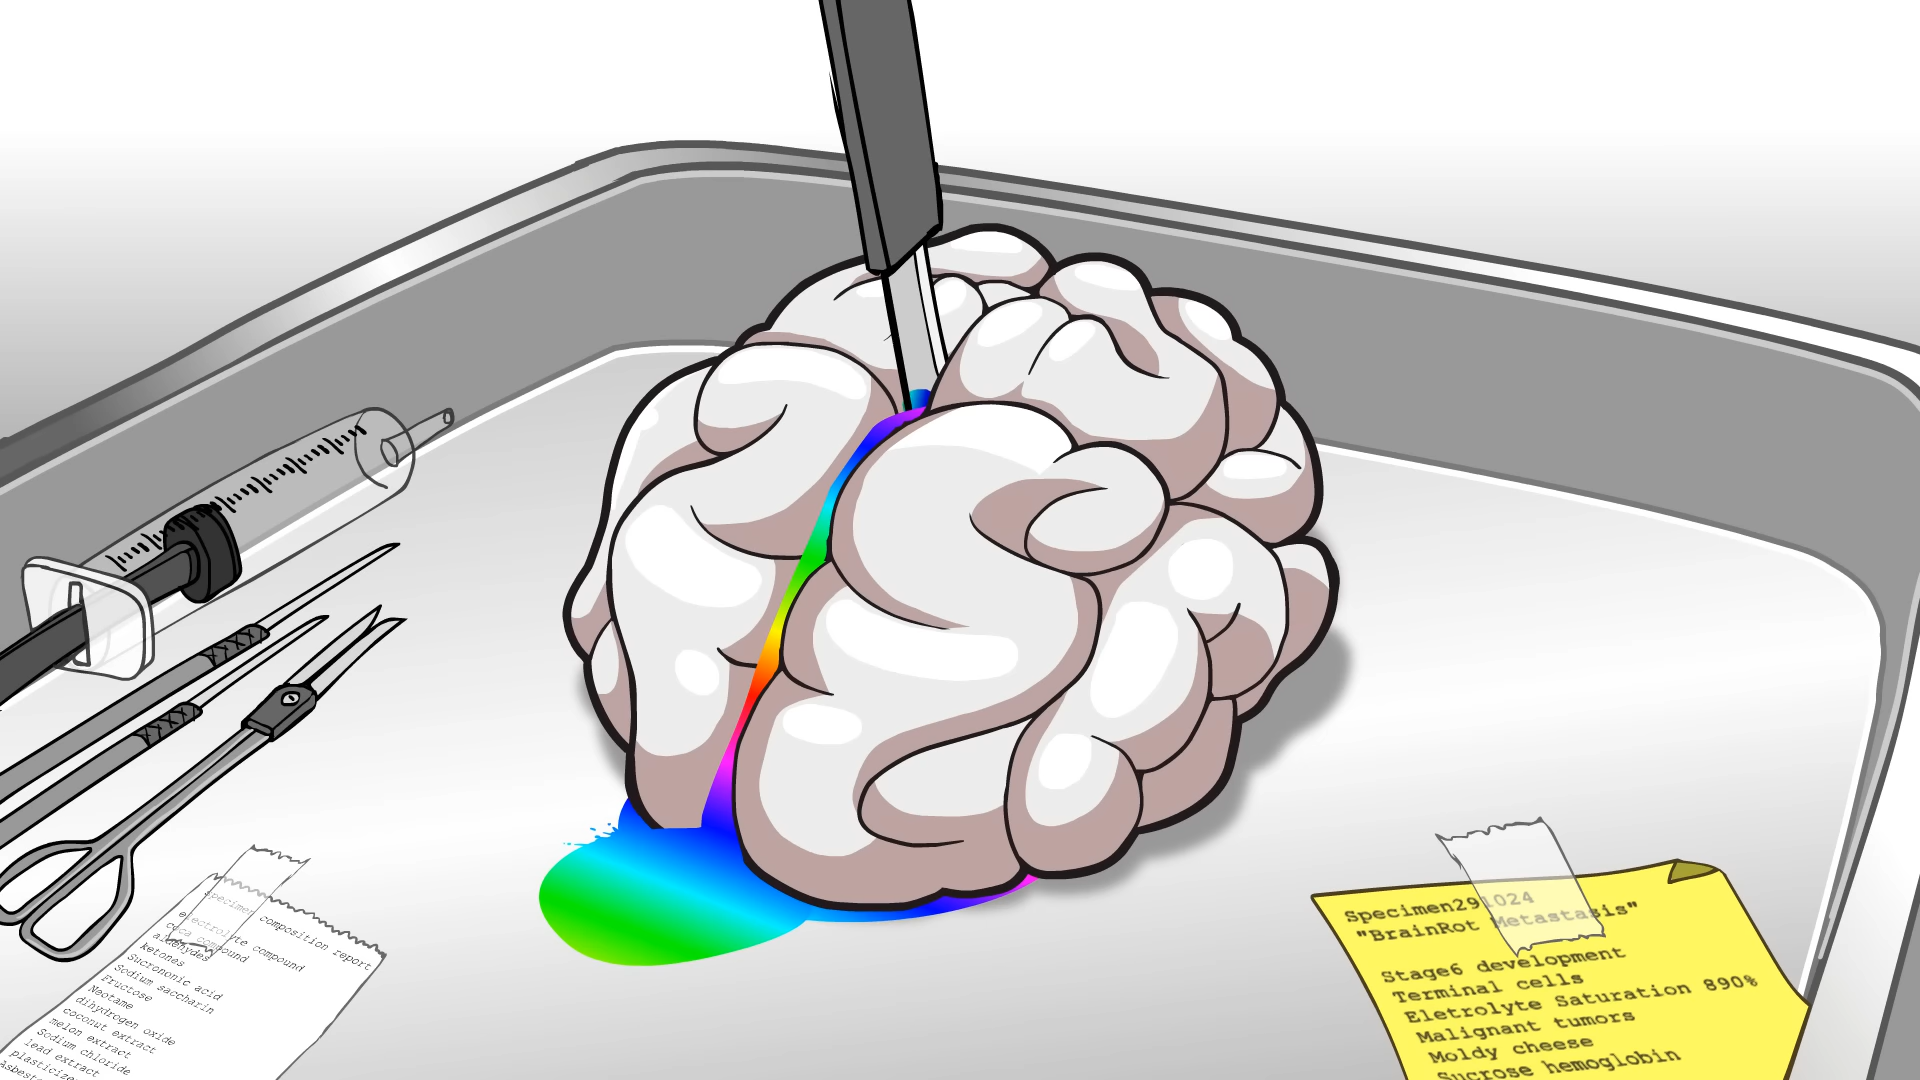 specimen composition report
electrolyte compound
coca compound
aldehydes
ketones
Sucrononic acid
Sodium saccharin
Fructose
Neotame
dihydrogen oxide
coconut extract
melon extract
Sodium chloride
lead extract
plasticize
Asbest
Specimen291024
"BrainRot Metastasis"
Stage6 development
Terminal cells
Eletrolyte Saturation 890%
Malignant tumors
Moldy cheese
Sucrose hemoglobin